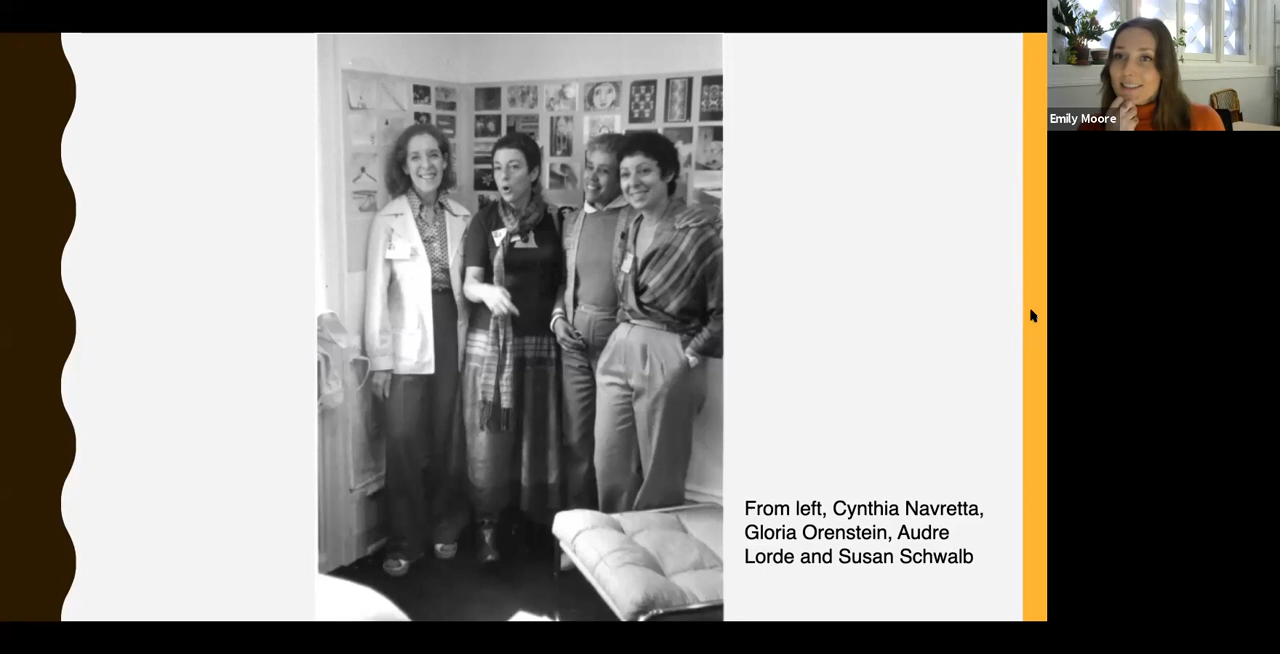 Emily Moore
From left, Cynthia Navretta,
Gloria Orenstein, Audre
Lorde and Susan Schwalb